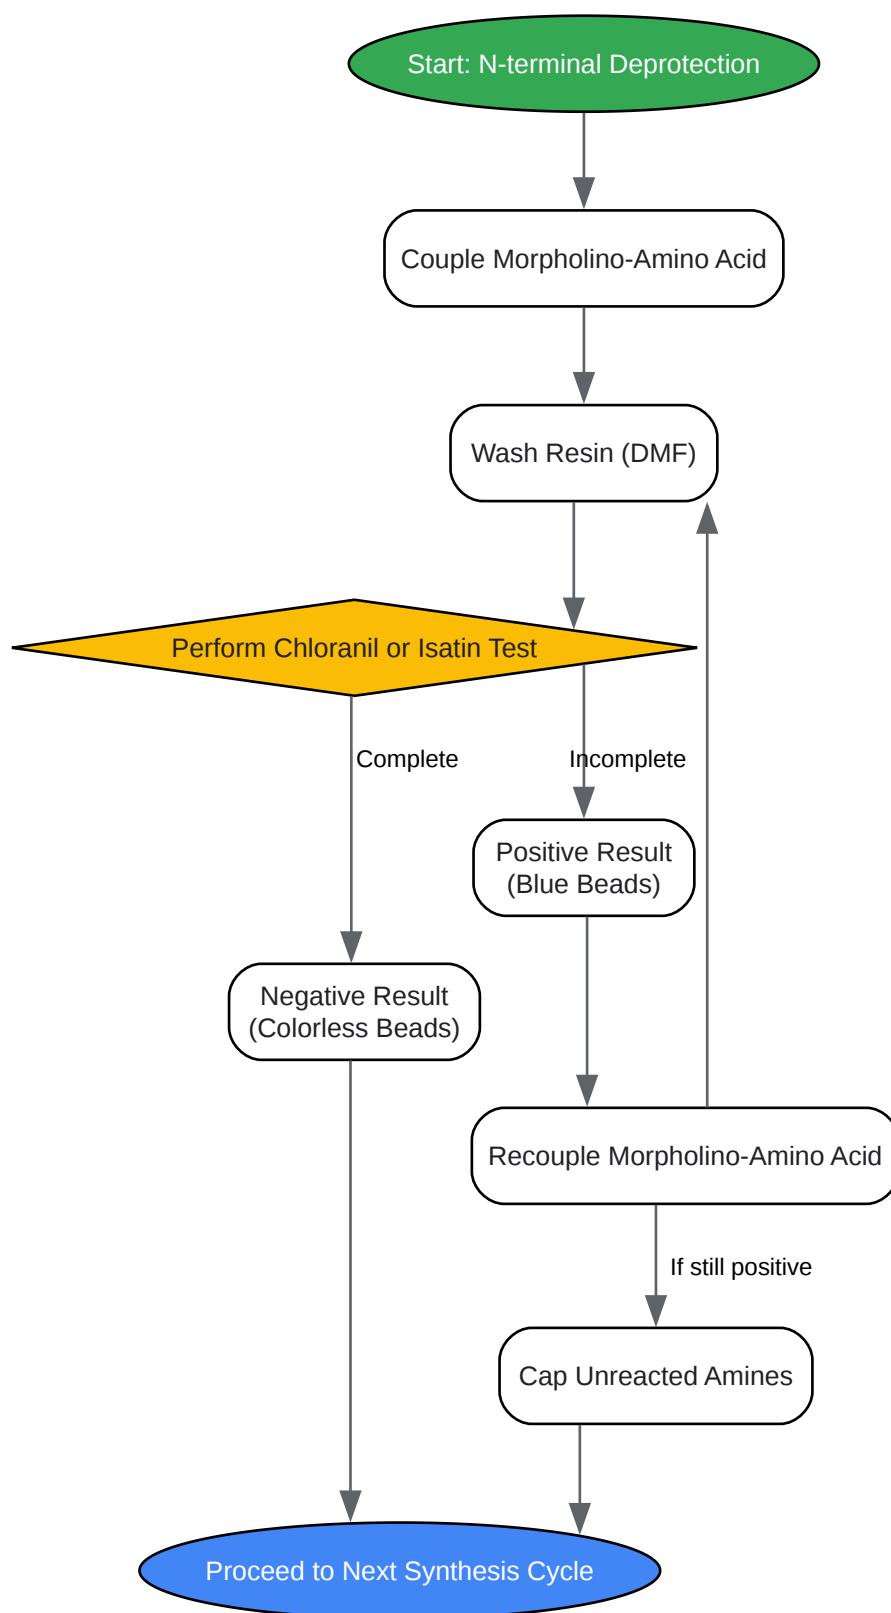 Start: N-terminal Deprotection
Couple Morpholino-Amino Acid
Wash Resin (DMF)
Perform Chloranil or Isatin Test
Complete
Incomplete
Positive Result
(Blue Beads)
Negative Result
(Colorless Beads)
Recouple Morpholino-Amino Acid
If still positive
Cap Unreacted Amines
Proceed to Next Synthesis Cycle